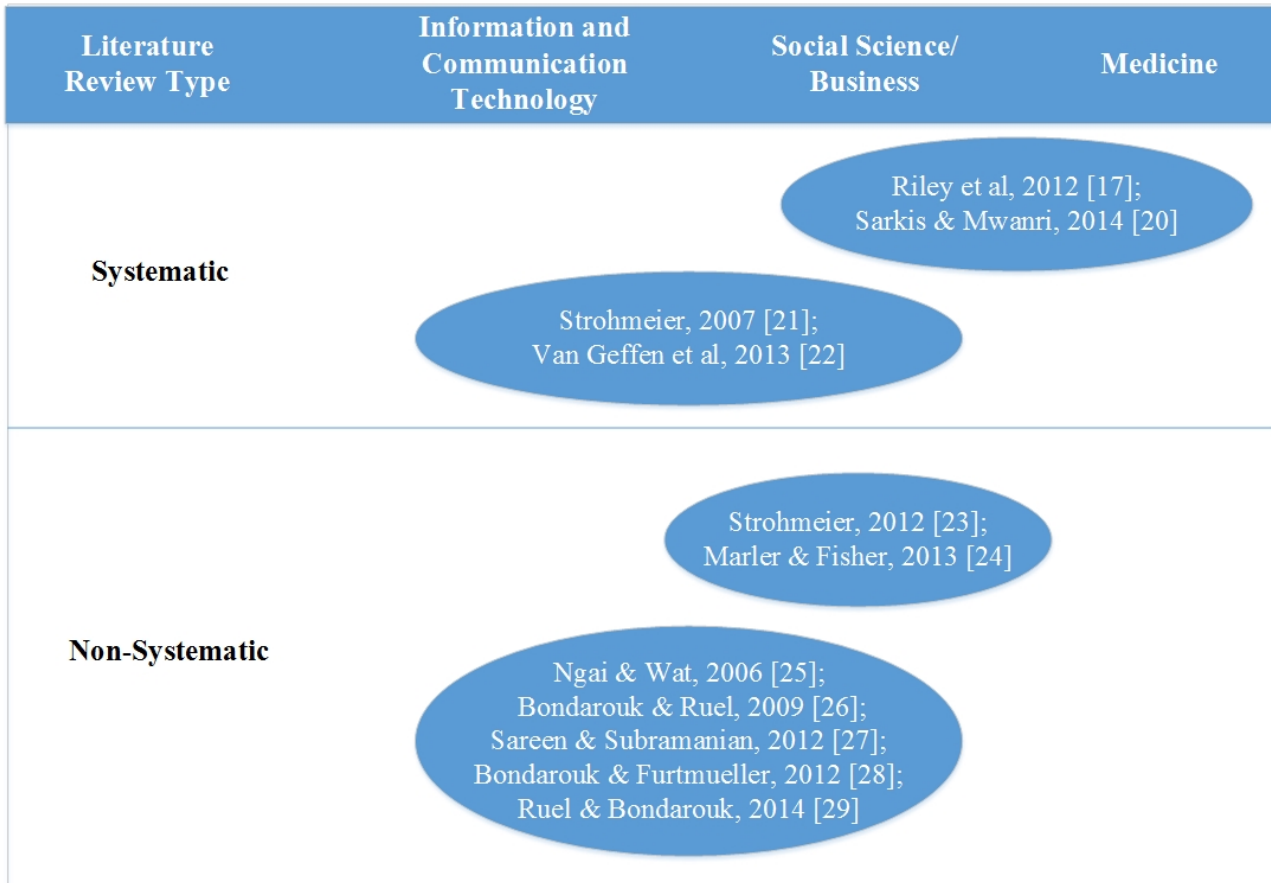 Literature
Review Type
Information and
Communication
Technology
Social Science/
Business
Medicine
Systematic
Riley et al, 2012 [17];
Sarkis & Mwanri, 2014 [20]
Strohmeier, 2007 [21];
Van Geffen et al, 2013 [22]
Non-Systematic
Strohmeier, 2012 [23];
Marler & Fisher, 2013 [24]
Ngai & Wat, 2006 [25];
Bondarouk & Ruel, 2009 [26];
Sareen & Subramanian, 2012 [27];
Bondarouk & Furtmueller, 2012 [28];
Ruel & Bondarouk, 2014 [29]